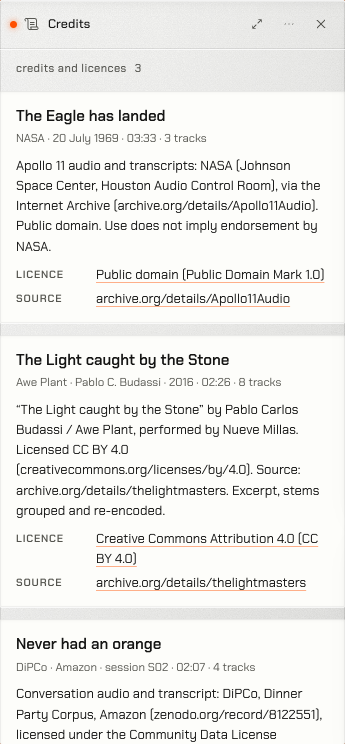 Credits
credits and licences 3
The Eagle has landed
NASA · 20 July 1969 · 03:33 · 3 tracks
Apollo 11 audio and transcripts: NASA (Johnson
Space Center, Houston Audio Control Room), via the
Internet Archive (archive.org/details/Apollo11Audio).
Public domain. Use does not imply endorsement by
NASA.
LICENCE Public domain (Public Domain Mark 1.0)
SOURCE archive.org/details/Apollo11Audio
The Light caught by the Stone
Awe Plant · Pablo C. Budassi · 2016 · 02:26 · 8 tracks
“The Light caught by the Stone” by Pablo Carlos
Budassi / Awe Plant, performed by Nueve Millas.
Licensed CC BY 4.0
(creativecommons.org/licenses/by/4.0). Source:
archive.org/details/thelightmasters. Excerpt, stems
grouped and re-encoded.
LICENCE Creative Commons Attribution 4.0 (CC
BY 4.0)
SOURCE archive.org/details/thelightmasters
Never had an orange
DiPCo · Amazon · session S02 · 02:07 · 4 tracks
Conversation audio and transcript: DiPCo, Dinner
Party Corpus, Amazon (zenodo.org/record/8122551),
licensed under the Community Data License